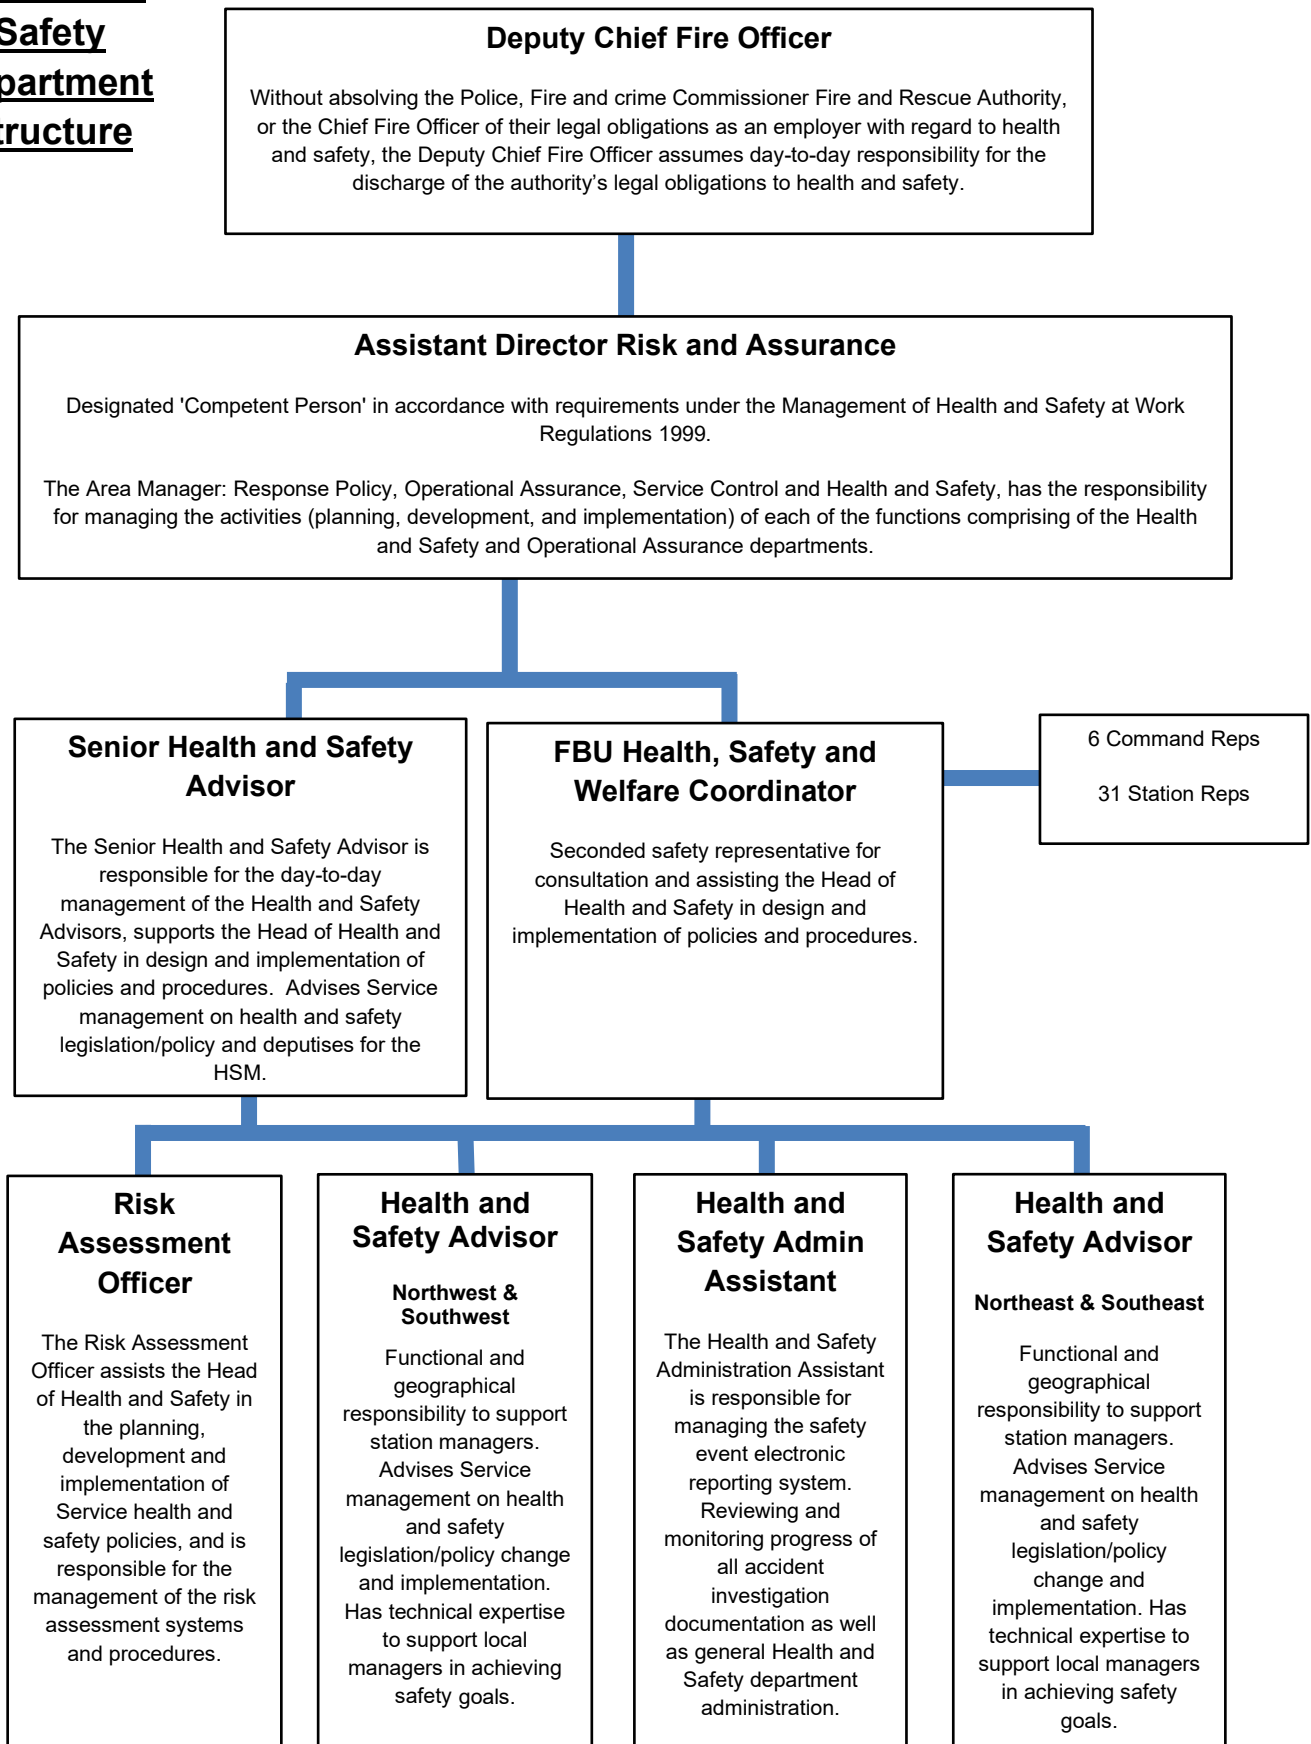 Safety
partment
tructure
Deputy Chief Fire Officer
Without absolving the Police, Fire and crime Commissioner Fire and Rescue Authority,
or the Chief Fire Officer of their legal obligations as an employer with regard to health
and safety, the Deputy Chief Fire Officer assumes day-to-day responsibility for the
discharge of the authority’s legal obligations to health and safety.
Assistant Director Risk and Assurance
Designated 'Competent Person' in accordance with requirements under the Management of Health and Safety at Work
Regulations 1999.
The Area Manager: Response Policy, Operational Assurance, Service Control and Health and Safety, has the responsibility
for managing the activities (planning, development, and implementation) of each of the functions comprising of the Health
and Safety and Operational Assurance departments.
Senior Health and Safety
Advisor
The Senior Health and Safety Advisor is
responsible for the day-to-day
management of the Health and Safety
Advisors, supports the Head of Health and
Safety in design and implementation of
policies and procedures.  Advises Service
management on health and safety
legislation/policy and deputises for the
HSM.
FBU Health, Safety and
Welfare Coordinator
Seconded safety representative for
consultation and assisting the Head of
Health and Safety in design and
implementation of policies and procedures.
6 Command Reps
31 Station Reps
Risk
Assessment
Officer
The Risk Assessment
Officer assists the Head
of Health and Safety in
the planning,
development and
implementation of
Service health and
safety policies, and is
responsible for the
management of the risk
assessment systems
and procedures.
Health and
Safety Advisor
Northwest &
Southwest
Functional and
geographical
responsibility to support
station managers.
Advises Service
management on health
and safety
legislation/policy change
and implementation.
Has technical expertise
to support local
managers in achieving
safety goals.
Health and
Safety Admin
Assistant
The Health and Safety
Administration Assistant
is responsible for
managing the safety
event electronic
reporting system.
Reviewing and
monitoring progress of
all accident
investigation
documentation as well
as general Health and
Safety department
administration.
Health and
Safety Advisor
Northeast & Southeast
Functional and
geographical
responsibility to support
station managers.
Advises Service
management on health
and safety
legislation/policy
change and
implementation. Has
technical expertise to
support local managers
in achieving safety
goals.